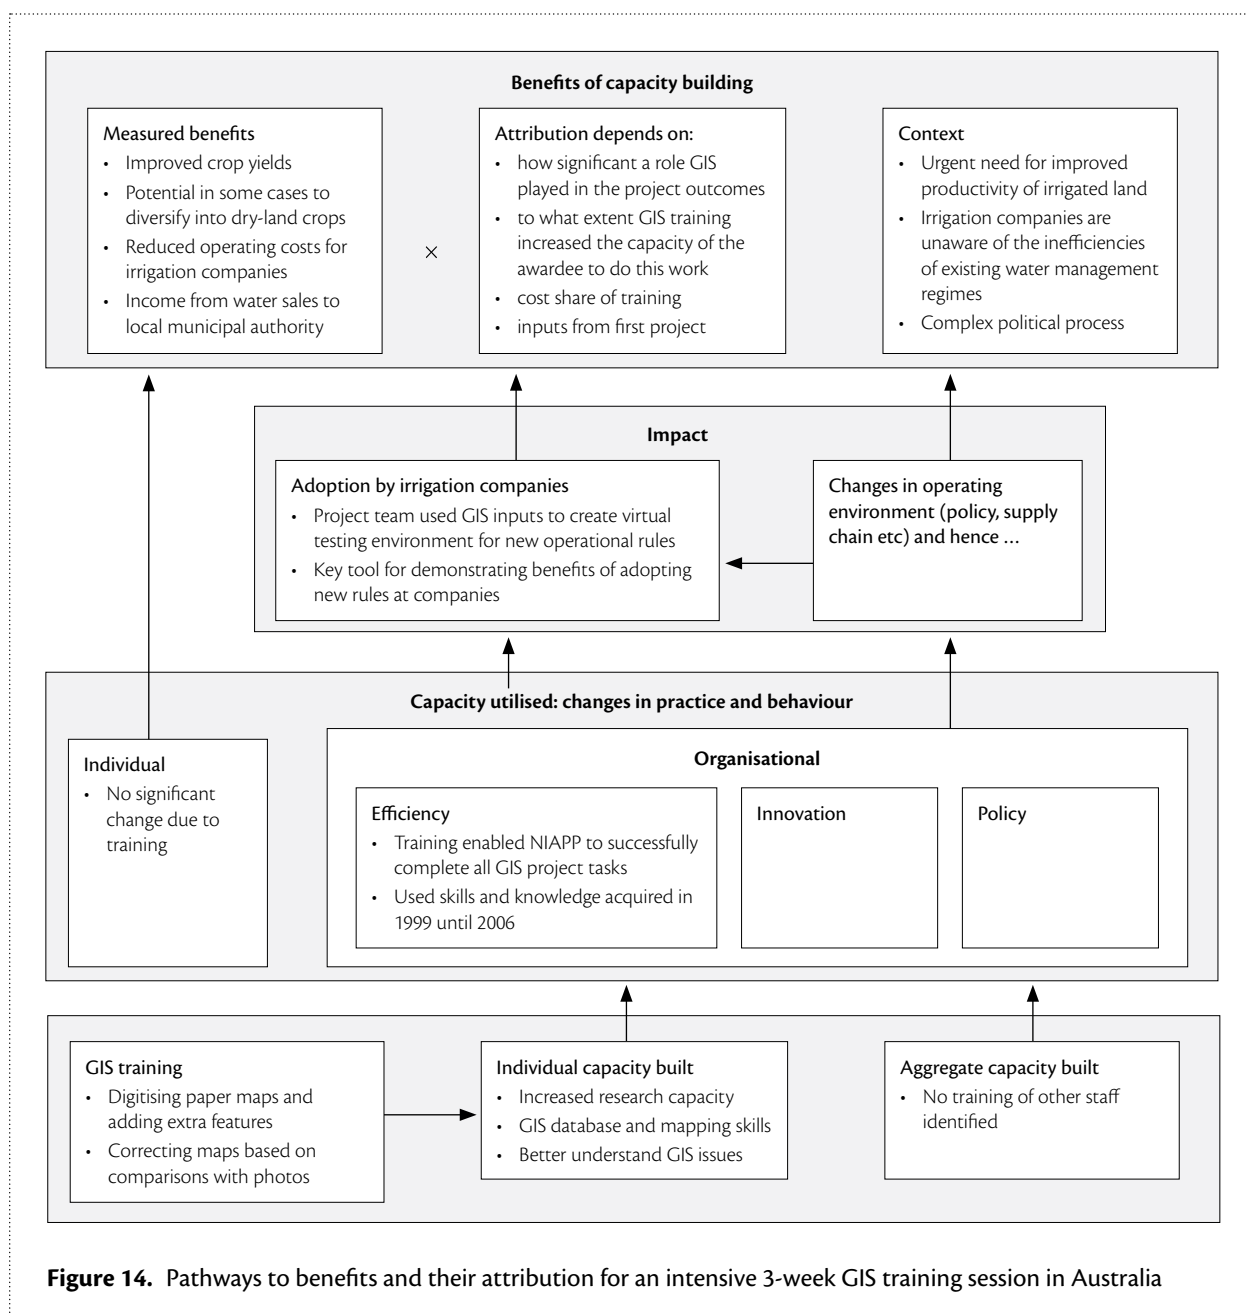 Benefits of capacity building
Measured benefits
• Improved crop yields
• Potential in some cases to
diversify into dry-land crops
• Reduced operating costs for
irrigation companies
• Income from water sales to
local municipal authority
×
Attribution depends on:
• how significant a role GIS
played in the project outcomes
• to what extent GIS training
increased the capacity of the
awardee to do this work
• cost share of training
• inputs from first project
Context
• Urgent need for improved
productivity of irrigated land
• Irrigation companies are
unaware of the inefficiencies
of existing water management
regimes
• Complex political process
Impact
Adoption by irrigation companies
• Project team used GIS inputs to create virtual
testing environment for new operational rules
• Key tool for demonstrating benefits of adopting
new rules at companies
Changes in operating
environment (policy, supply
chain etc) and hence ...
Capacity utilised: changes in practice and behaviour
Individual
• No significant
change due to
training
Organisational
Efficiency
• Training enabled NIAPP to successfully
complete all GIS project tasks
• Used skills and knowledge acquired in
1999 until 2006
Innovation
Policy
GIS training
• Digitising paper maps and
adding extra features
• Correcting maps based on
comparisons with photos
Individual capacity built
• Increased research capacity
• GIS database and mapping skills
• Better understand GIS issues
Aggregate capacity built
• No training of other staff
identified
Figure 14. Pathways to benefits and their attribution for an intensive 3-week GIS training session in Australia